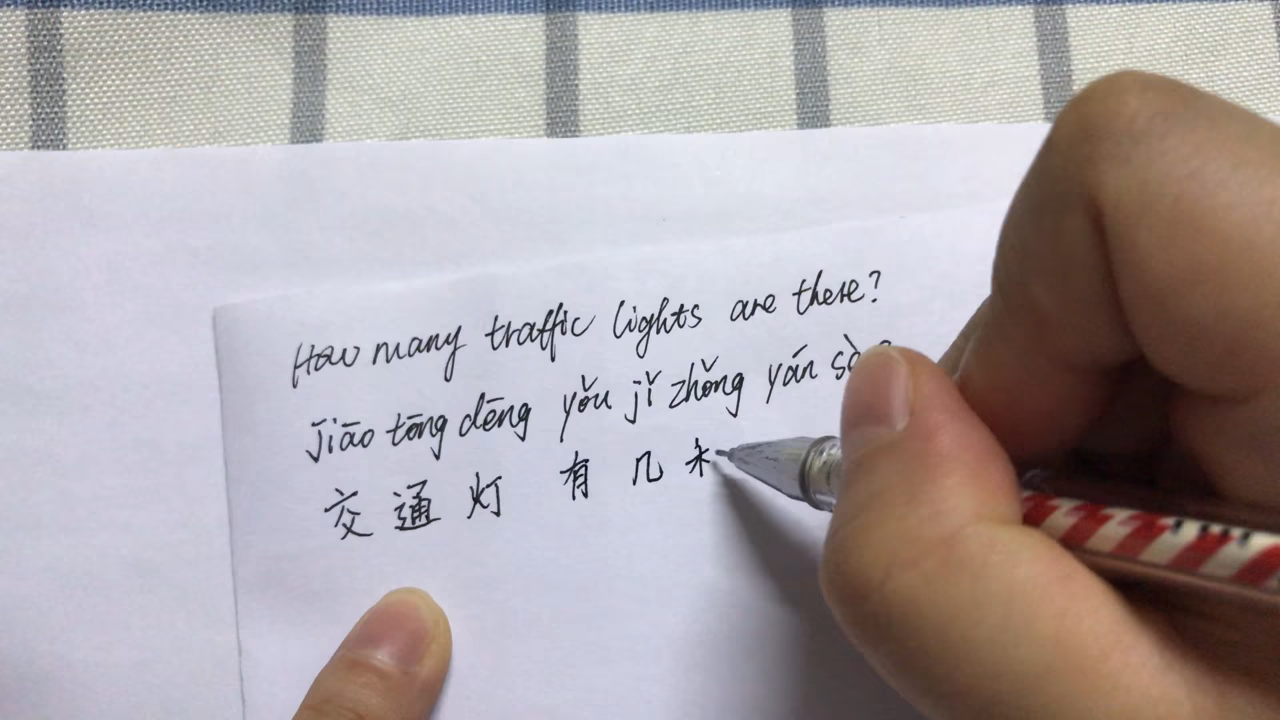 How many traffic lights are there?
jiāo tōng dēng yǒu jǐ zhǒng yán sè?
交通灯 有 几 禾